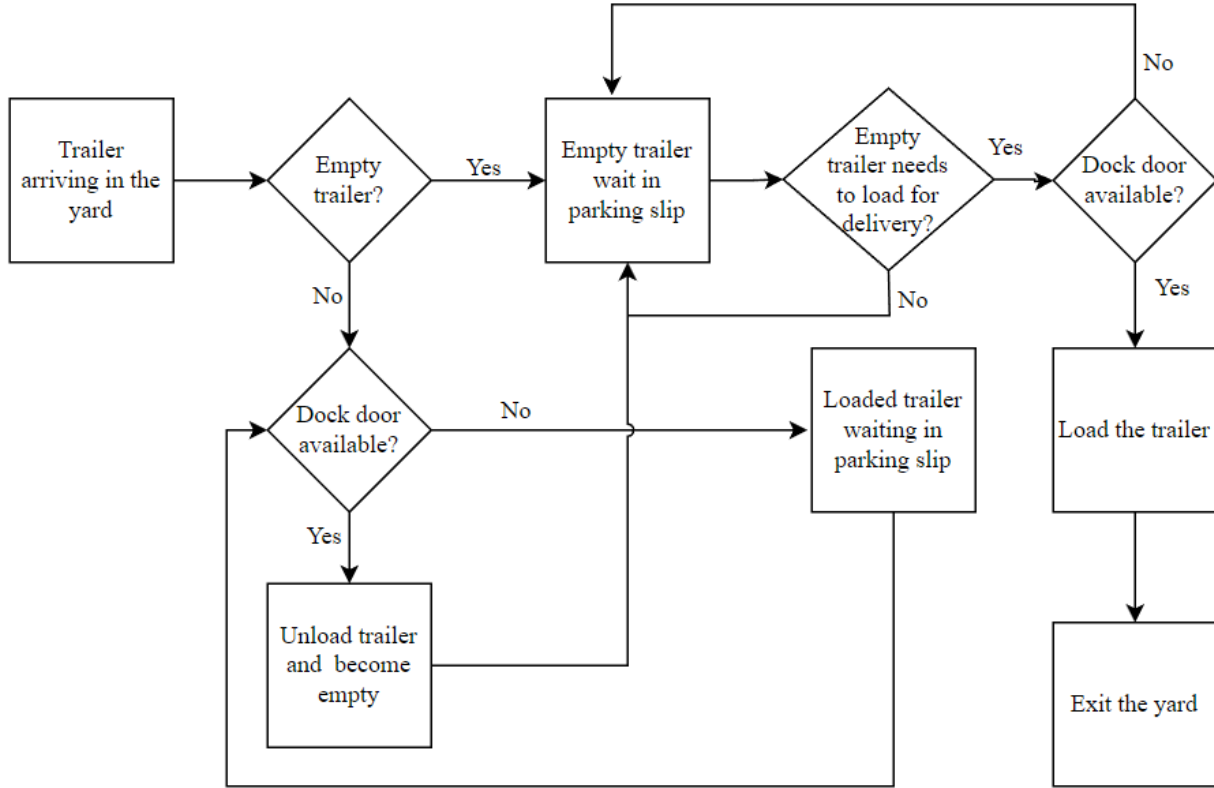 No
Trailer
arriving in the
yard
Empty
trailer?
Yes
Empty trailer
wait in
parking slip
Empty
trailer needs
to load for
delivery?
Yes
Dock door
available?
No
No
Yes
Dock door
available?
No
Loaded trailer
waiting in
parking slip
Load the trailer
Yes
Unload trailer
and become
empty
Exit the yard